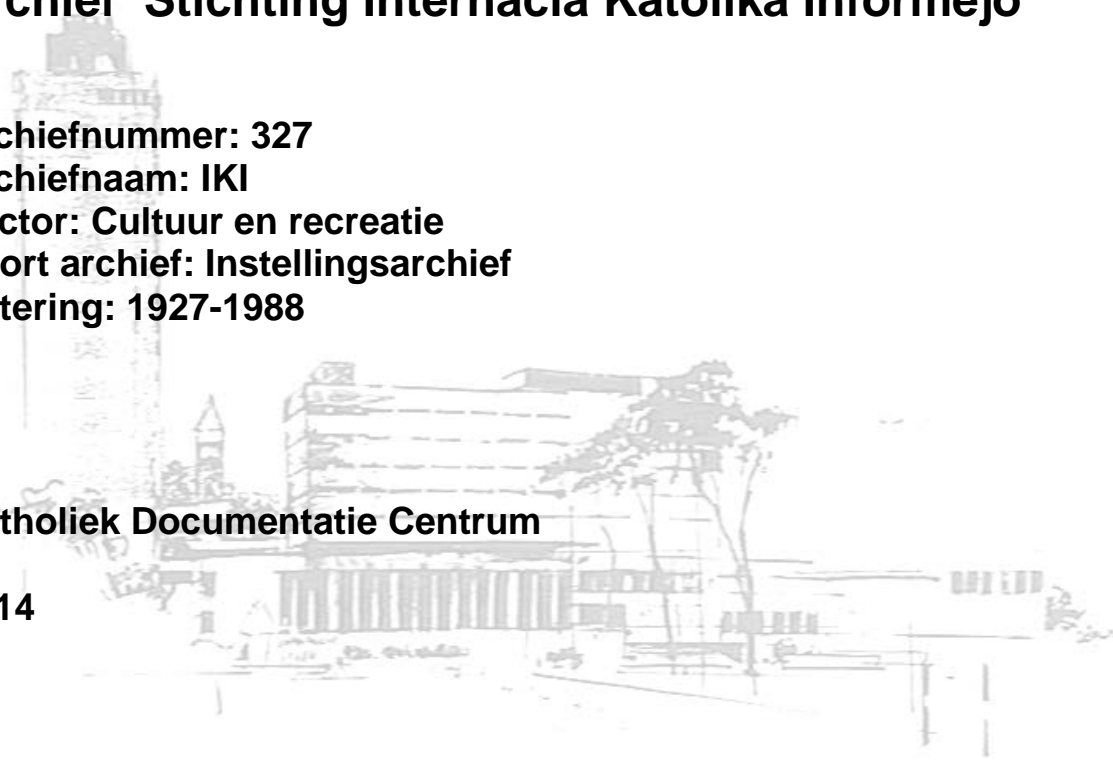 rchief Stichting Internacia Katolika Informejo
chiefnummer: 327
chiefnaam: IKI
ctor: Cultuur en recreatie
ort archief: Instellingsarchief
tering: 1927-1988
tholiek Documentatie Centrum
14